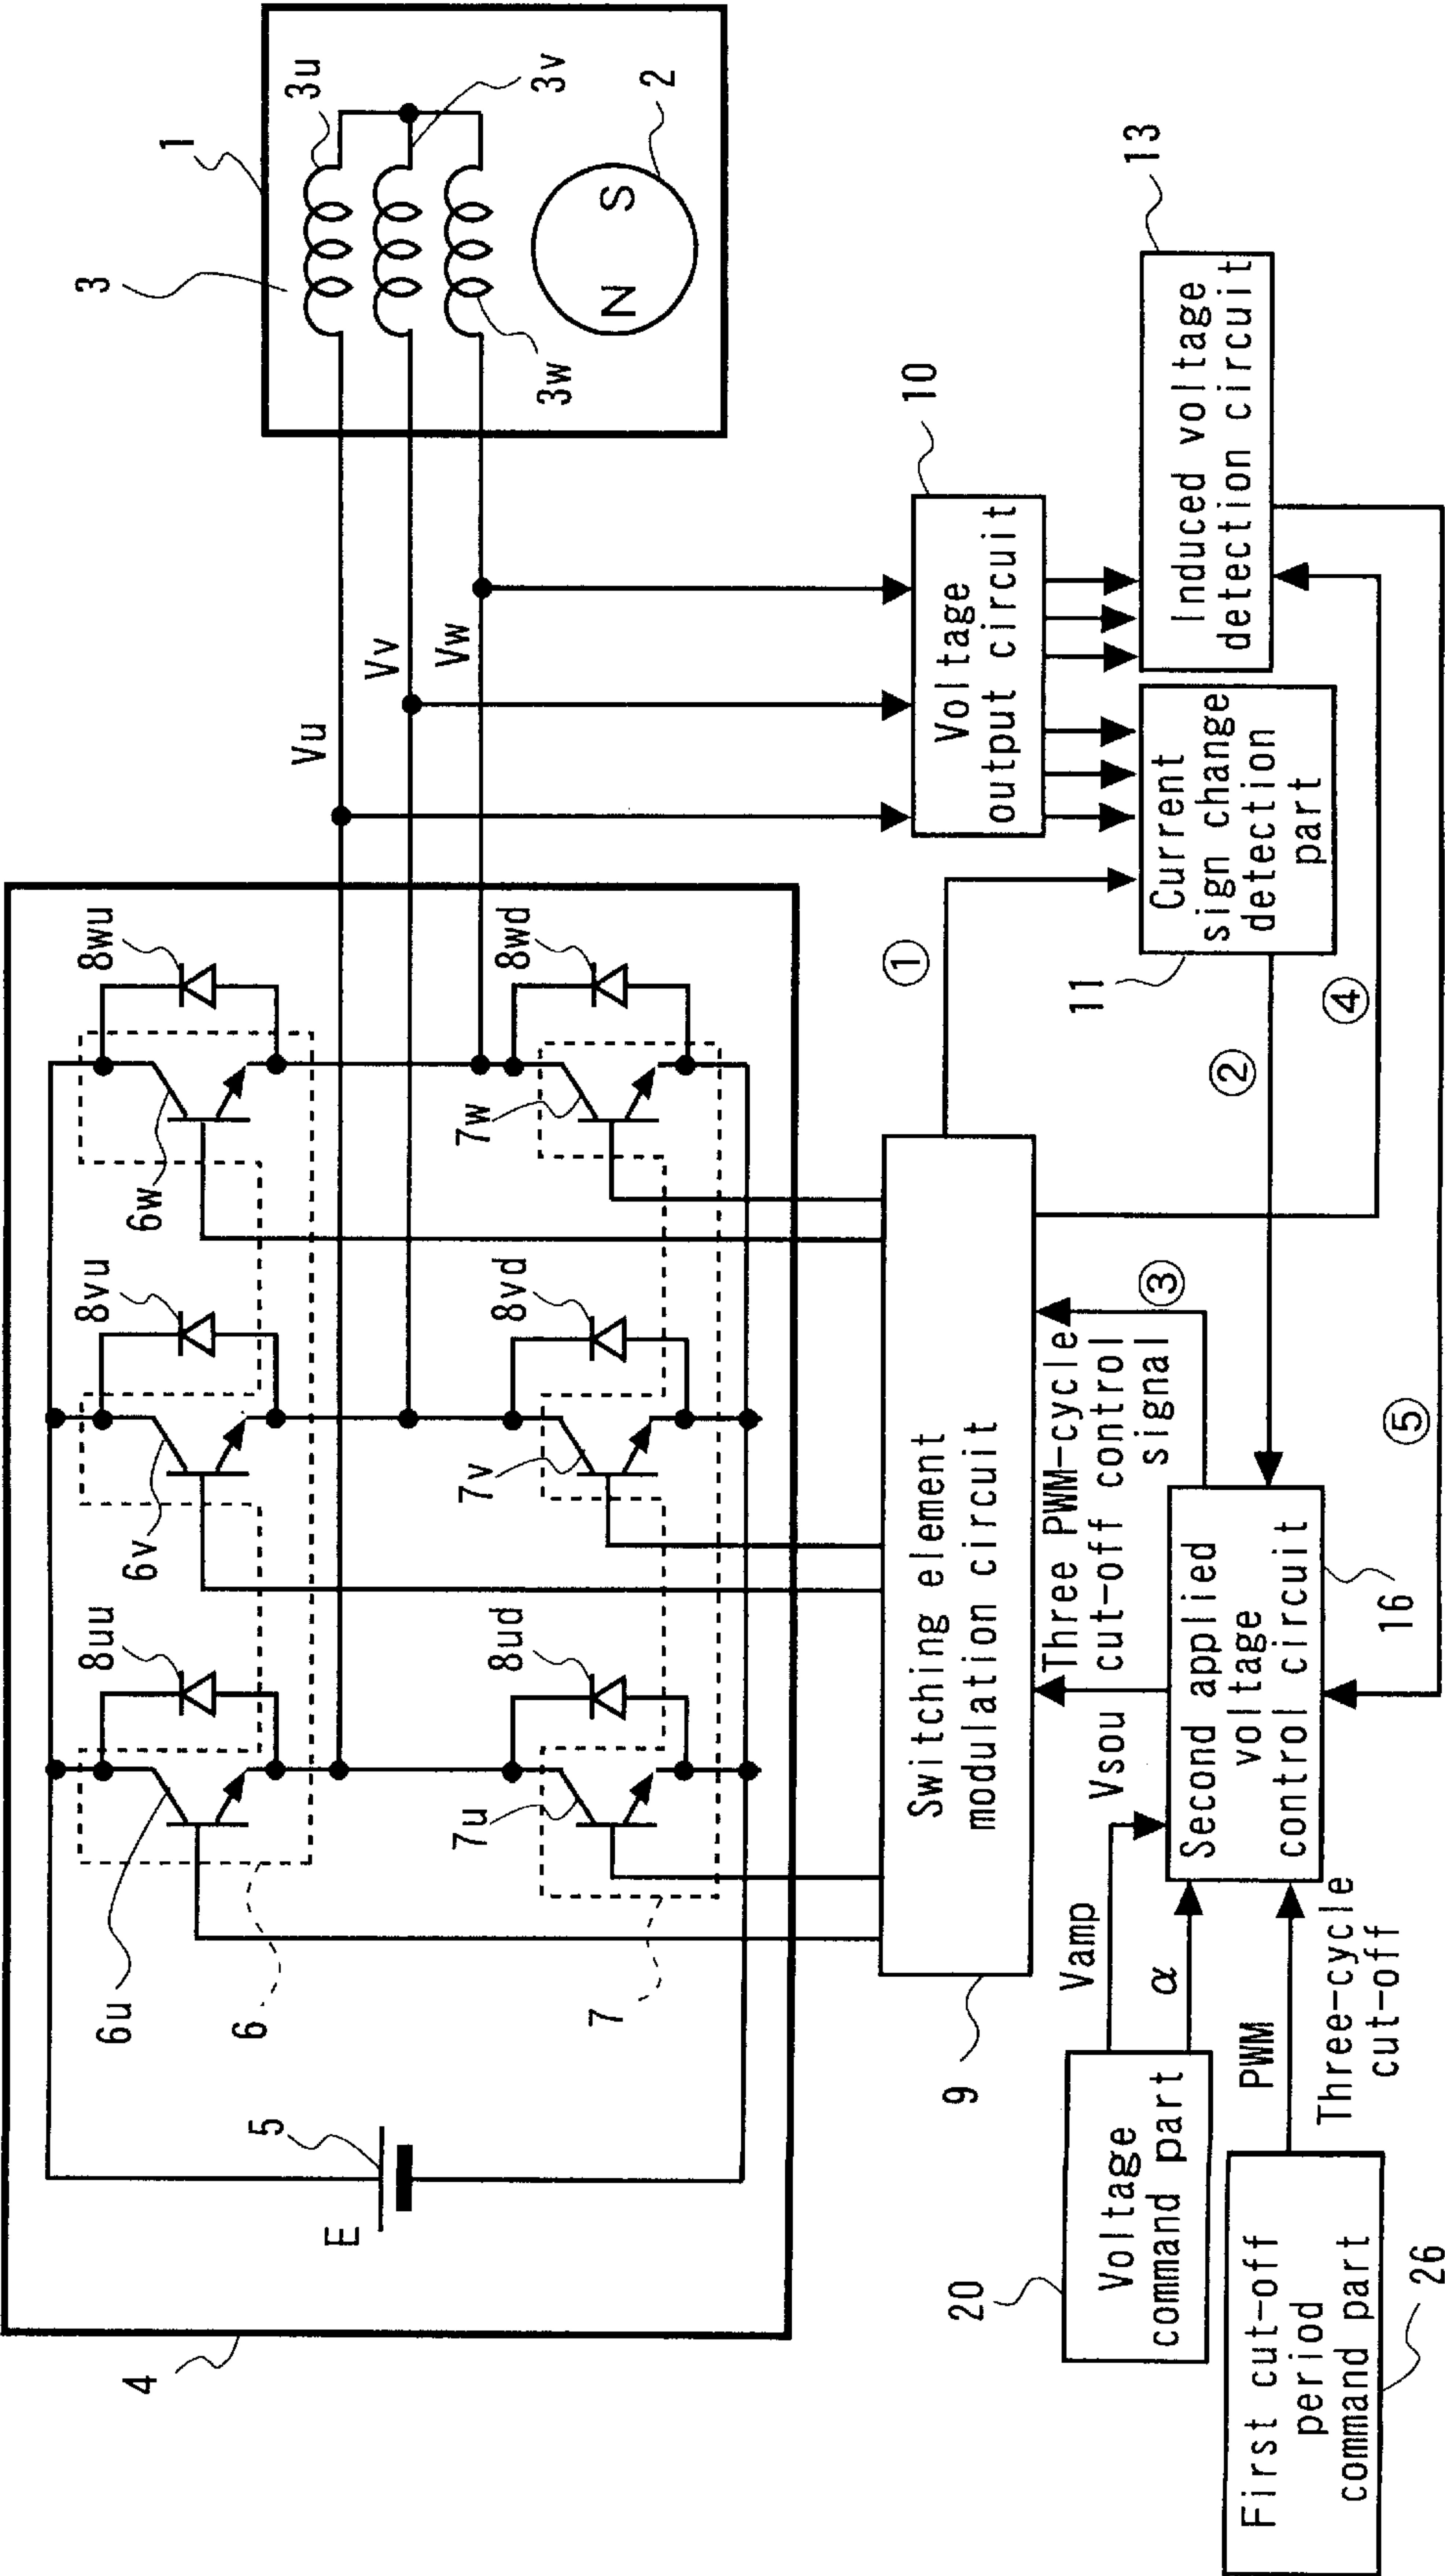 4
E
5
6u
8uu
6v
8vu
6w
8wu
6
7u
8ud
7v
8vd
7w
8wd
7
Vu
Vv
Vw
1
3
3u
3v
3w
2
N S
9
Switching element
modulation circuit
①
10
Voltage
output circuit
11
Current
sign change
detection
part
13
Induced voltage
detection circuit
②
④
③
⑤
Vsou
Three PWM-cycle
cut-off control
signal
Second applied
voltage
control circuit
16
Vamp
α
20
Voltage
command part
PWM
Three-cycle
cut-off
First cut-off
period
command part
26